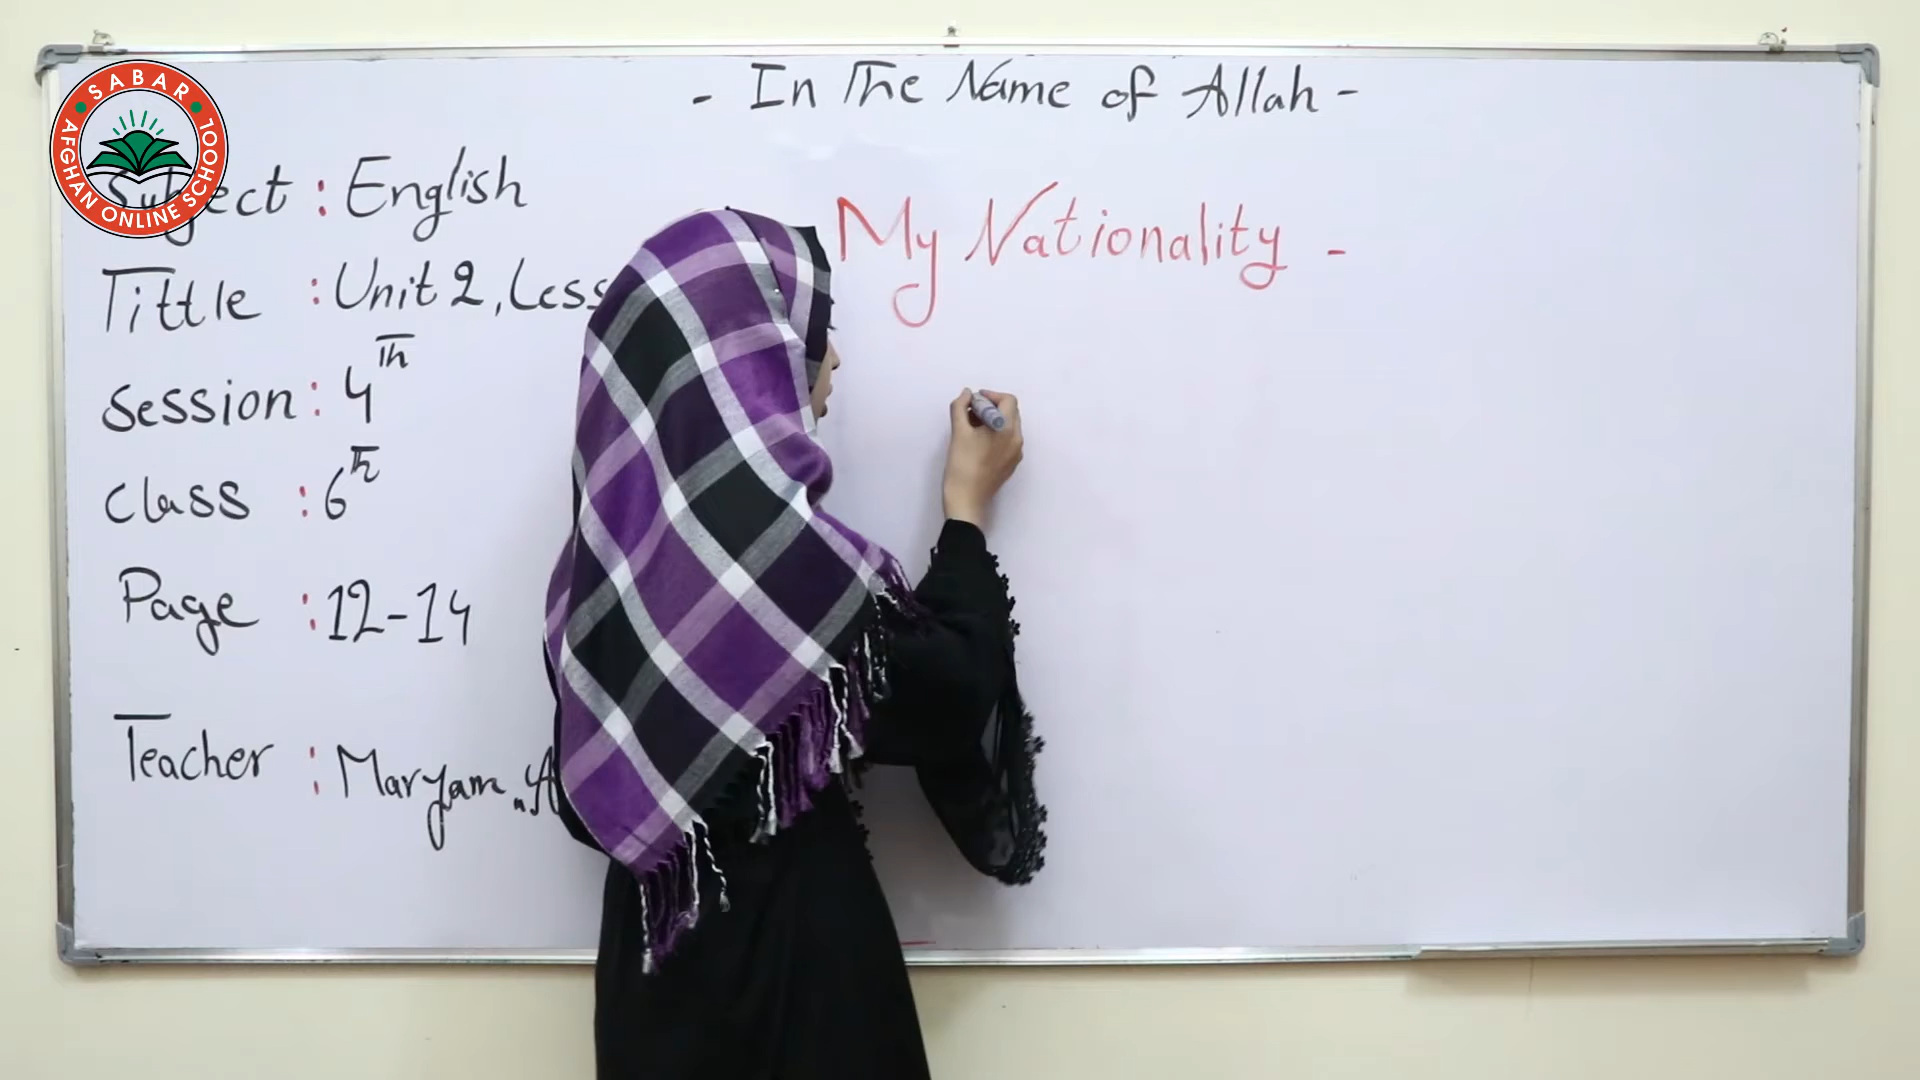 SABAR
AFGHAN ONLINE SCHOOL
- In The Name of Allah -
Subject : English
Tittle : Unit 2, Less
Session : 4Th
Class : 6th
Page : 12-14
Teacher : Maryam
My Nationality -